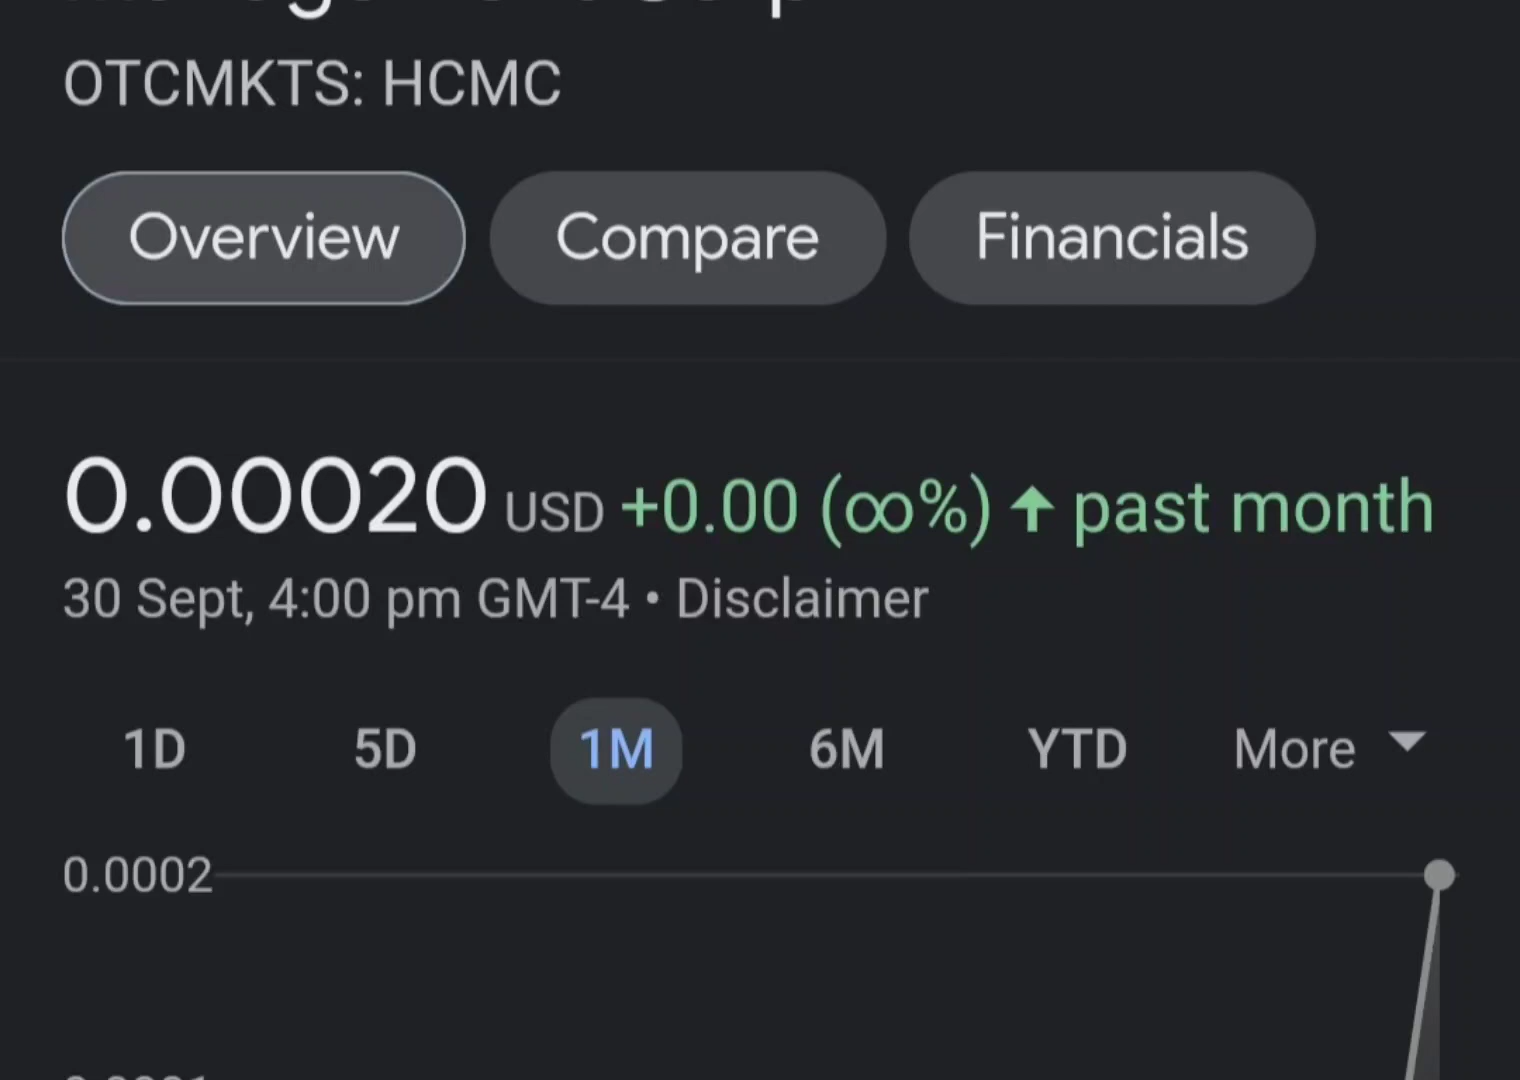 OTCMKTS: HCMC
Overview Compare Financials
0.00020 USD +0.00 (∞%) ↑ past month
30 Sept, 4:00 pm GMT-4 • Disclaimer
1D 5D 1M 6M YTD More
0.0002